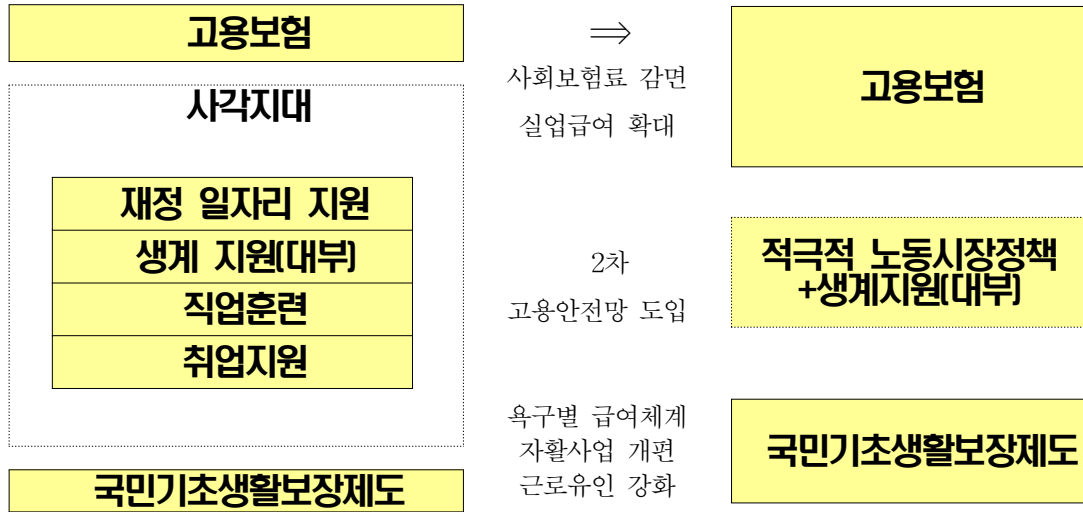 고용보험
사각지대
재정 일자리 지원
생계 지원(대부)
직업훈련
취업지원
국민기초생활보장제도
⇒
사회보험료 감면
실업급여 확대
2차
고용안전망 도입
욕구별 급여체계
자활사업 개편
근로유인 강화
고용보험
적극적 노동시장정책
+생계지원(대부)
국민기초생활보장제도